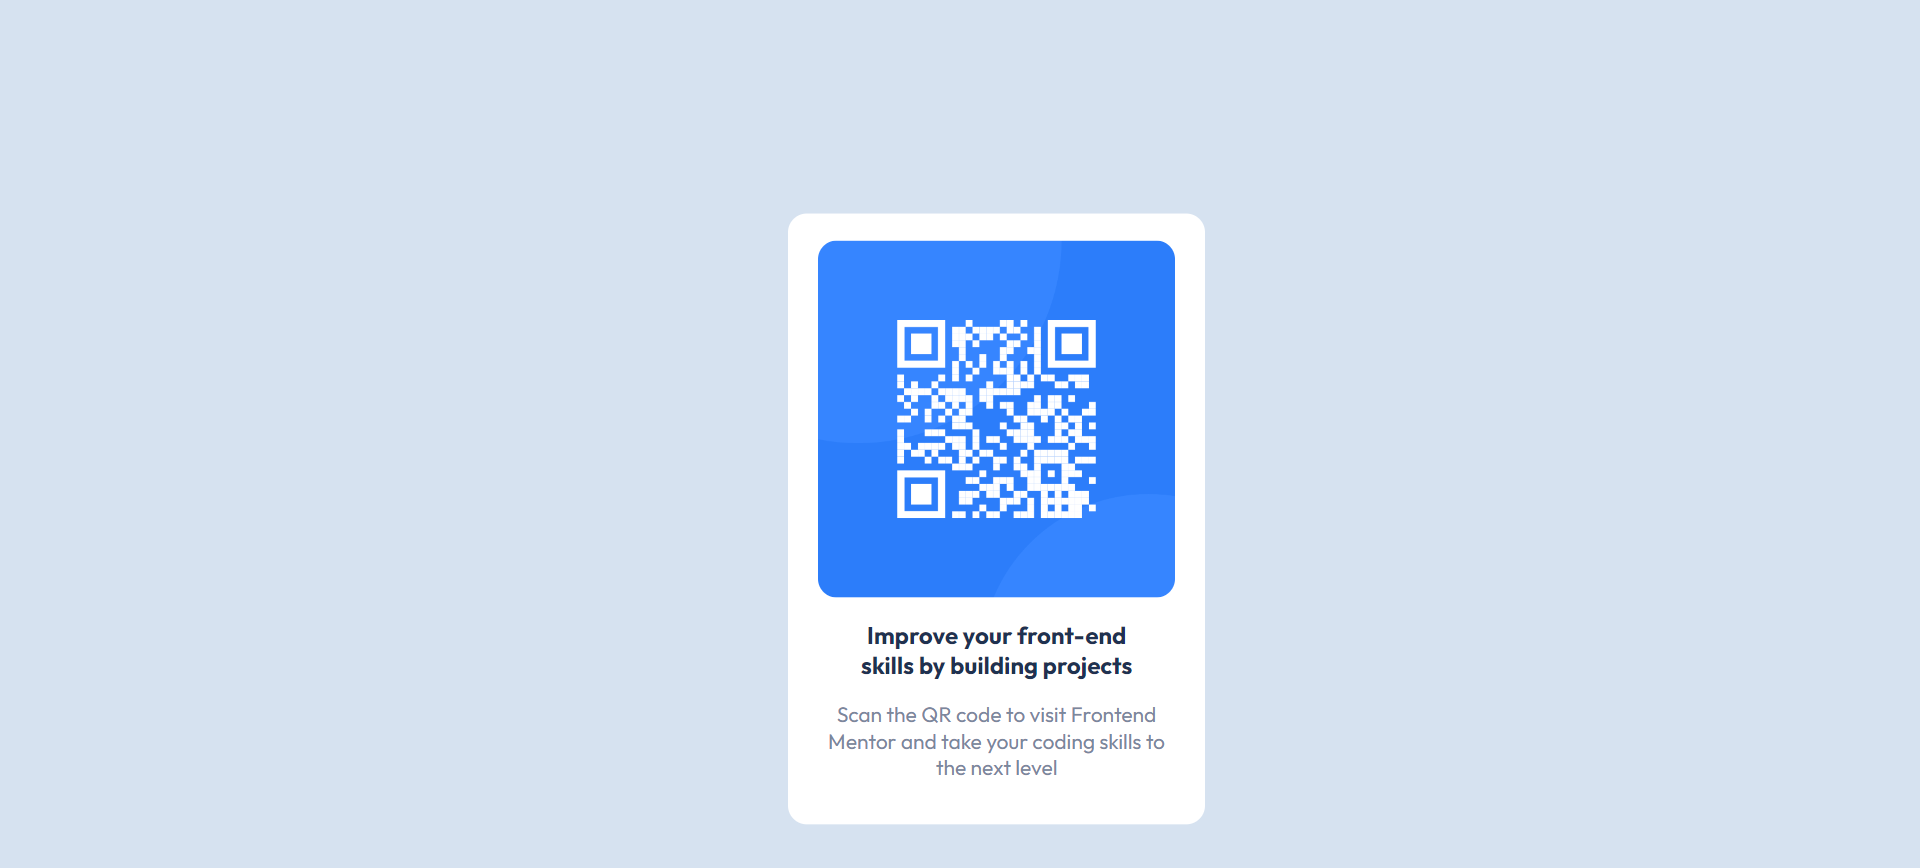 Improve your front-end
skills by building projects
Scan the QR code to visit Frontend
Mentor and take your coding skills to
the next level